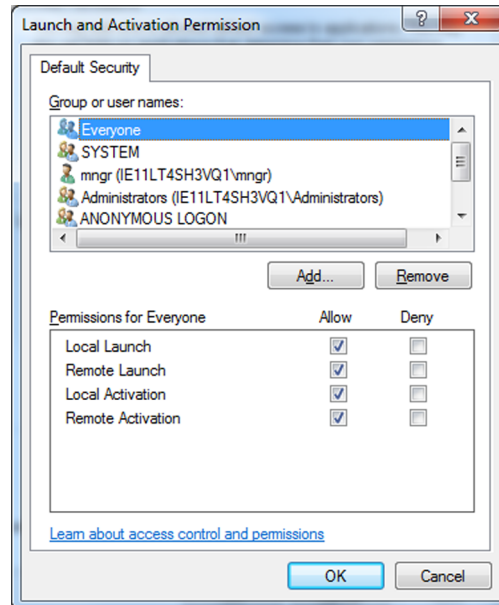 Launch and Activation Permission
Default Security
Group or user names:
Everyone
SYSTEM
mngr (IE11LT4SH3VQ1\mngr)
Administrators (IE11LT4SH3VQ1\Administrators)
ANONYMOUS LOGON
Add... Remove
Permissions for Everyone Allow Deny
Local Launch
Remote Launch
Local Activation
Remote Activation
Learn about access control and permissions
OK Cancel